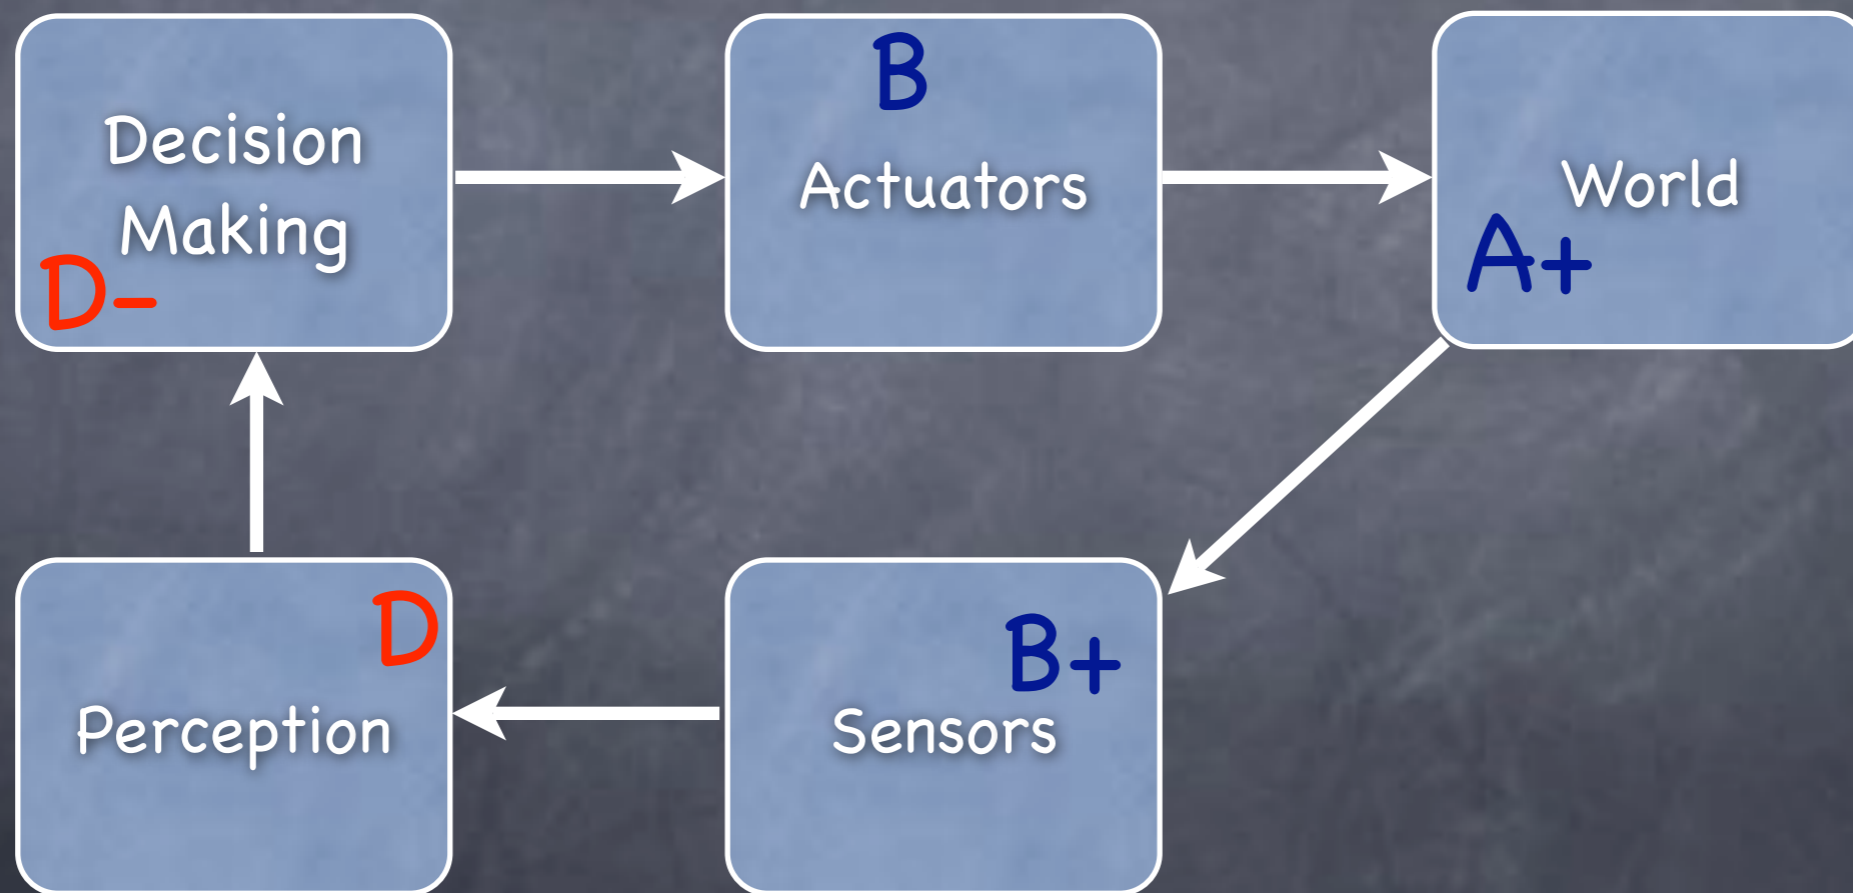 Decision
Making
D-
B
Actuators
World
A+
Perception
D
Sensors
B+